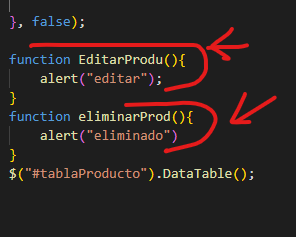 }, false);
function EditarProdu(){
alert("editar");
}
function eliminarProd(){
alert("eliminado")
}
$("#tablaProducto").DataTable();